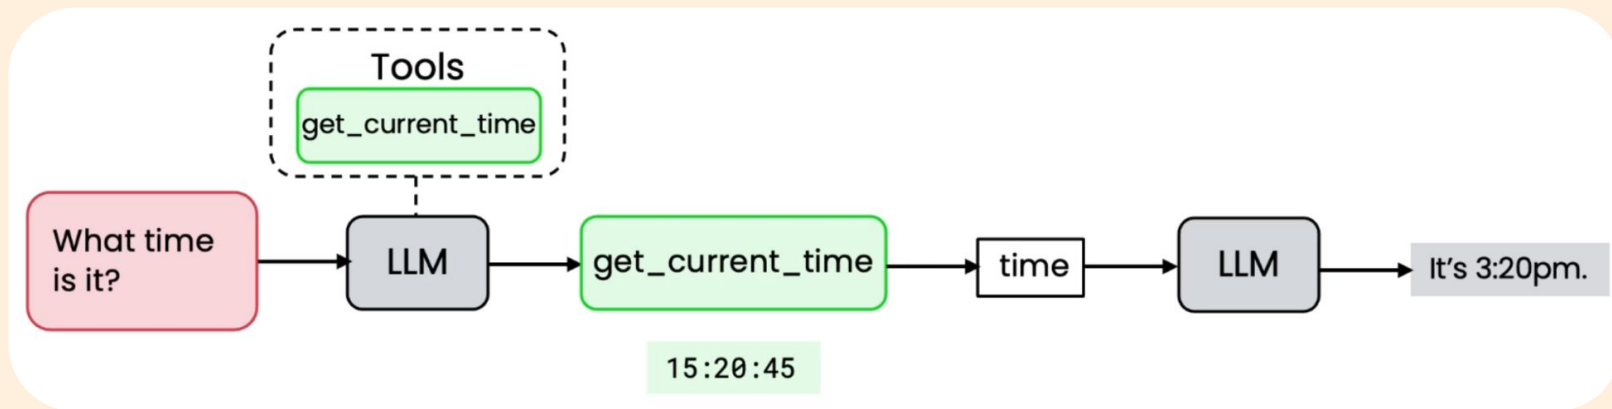 Tools
get_current_time
What time
is it?
LLM
get_current_time
time
LLM
It's 3:20pm.
15:20:45